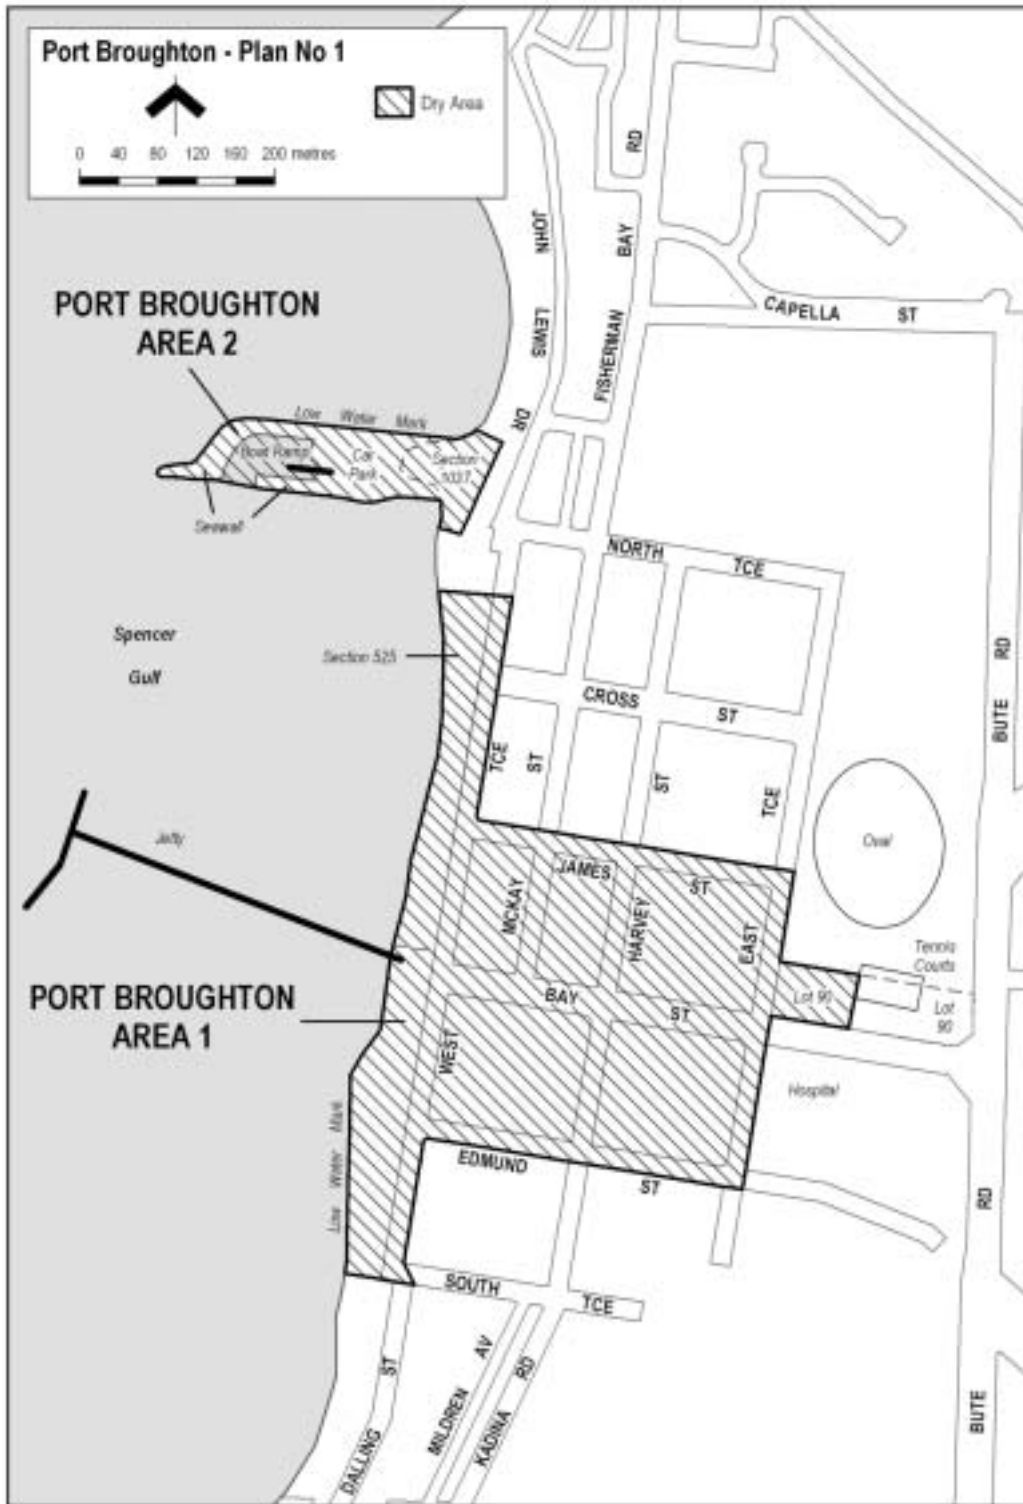 Port Broughton - Plan No 1
Dry Area
0 40 80 120 160 200 metres
JOHN LEWIS DR
FISHERMAN BAY RD
CAPELLA ST
PORT BROUGHTON
AREA 2
Low Water Mark
Boat Ramp
Car
Park
Section
1037
Seawall
NORTH TCE
Spencer
Gulf
Section 525
CROSS ST
BUTE RD
TCE
ST
ST
TCE
Oval
Jetty
JAMES ST
MCKAY
HARVEY
EAST
Tennis
Courts
Lot 90
Lot
90
BAY ST
PORT BROUGHTON
AREA 1
WEST
Hospital
Low Water Mark
EDMUND ST
RD
SOUTH TCE
DALLING ST
MILDREN AV
KADINA RD
BUTE